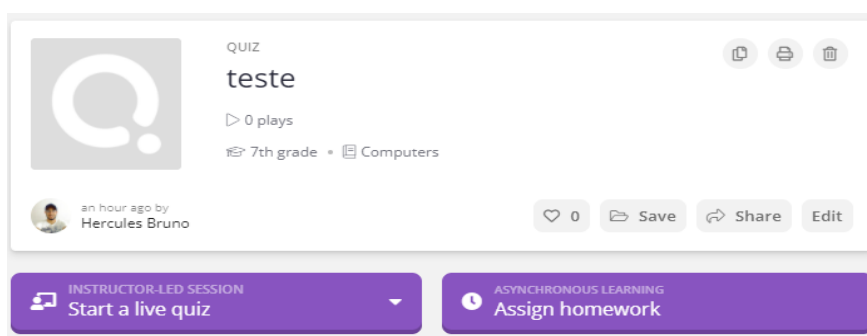 QUIZ
teste
0 plays
7th grade • Computers
an hour ago by
Hercules Bruno
0 Save Share Edit
INSTRUCTOR-LED SESSION
Start a live quiz
ASYNCHRONOUS LEARNING
Assign homework